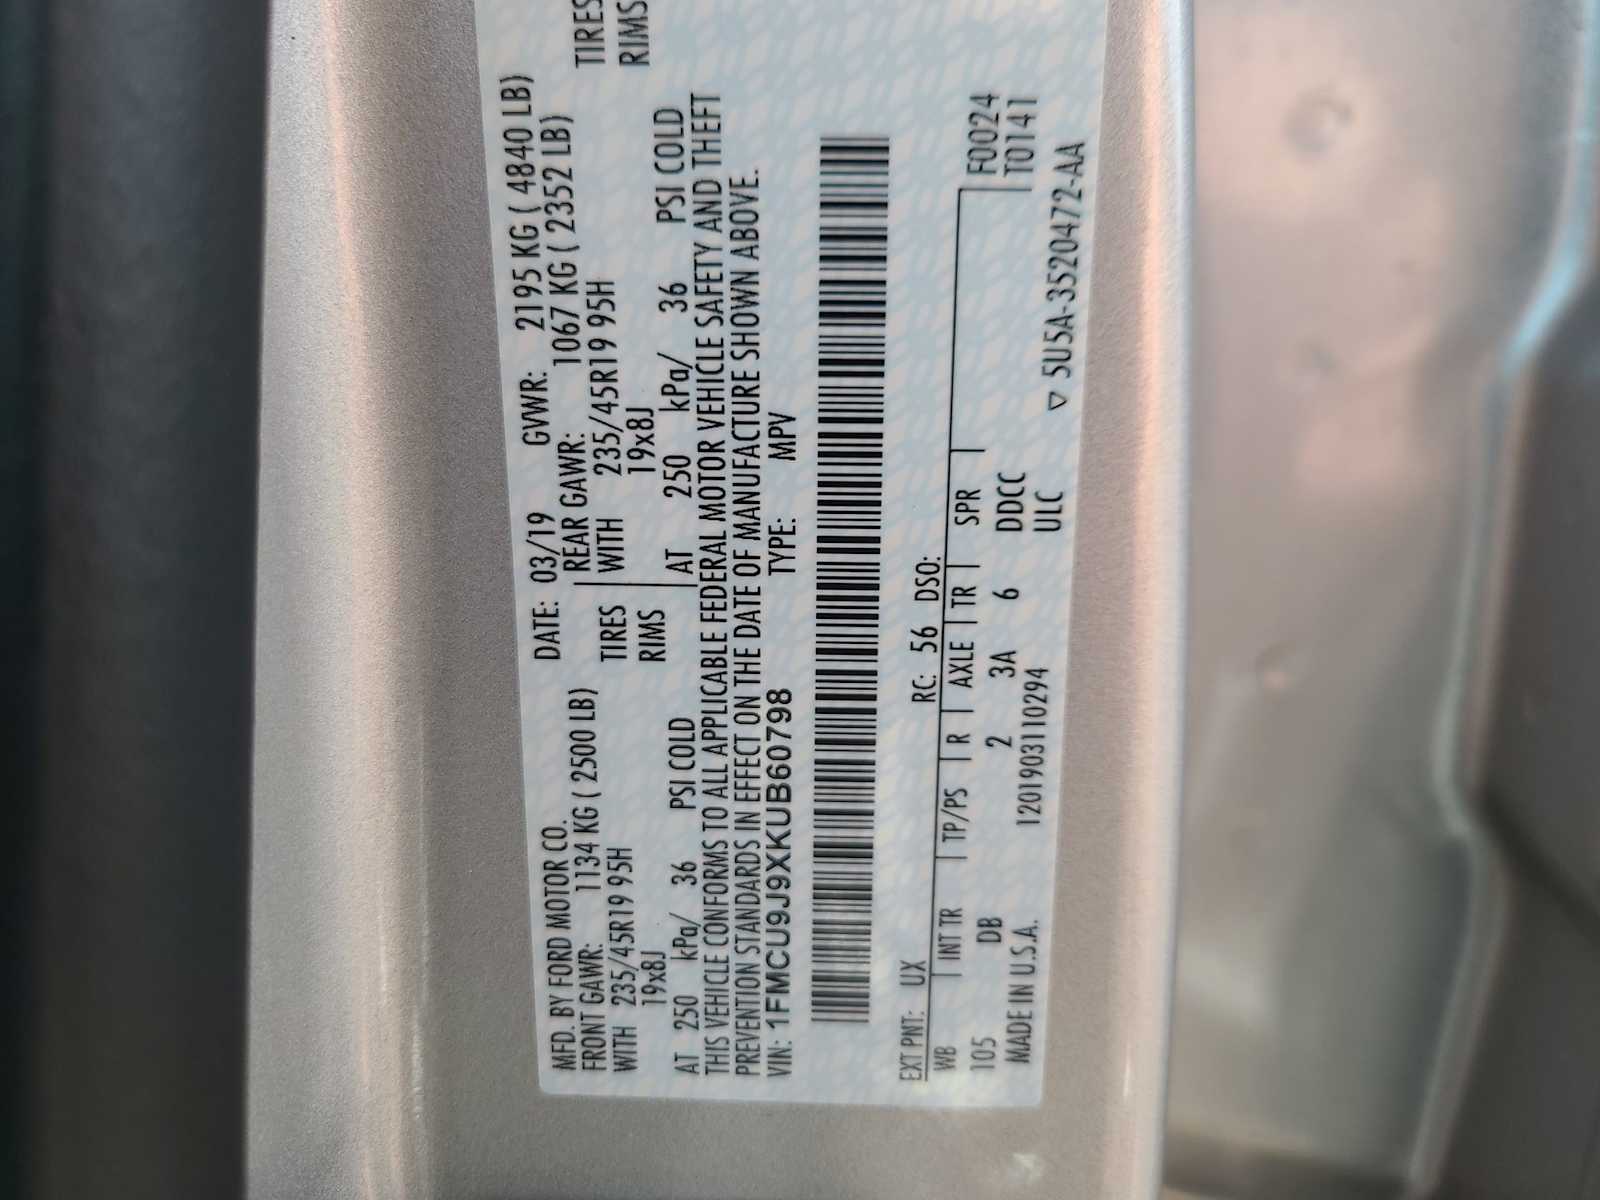 MFD. BY FORD MOTOR CO.
DATE: 03/19 GVWR: 2195 KG ( 4840 LB)
FRONT GAWR: 1134 KG ( 2500 LB) REAR GAWR: 1067 KG ( 2352 LB)
WITH 235/45R19 95H TIRES WITH 235/45R19 95H TIRES
19x8J RIMS 19x8J RIMS
AT 250 kPa/ 36 PSI COLD AT 250 kPa/ 36 PSI COLD
THIS VEHICLE CONFORMS TO ALL APPLICABLE FEDERAL MOTOR VEHICLE SAFETY AND THEFT
PREVENTION STANDARDS IN EFFECT ON THE DATE OF MANUFACTURE SHOWN ABOVE.
VIN: 1FMCU9J9XKUB60798 TYPE: MPV
EXT PNT: UX RC: 56 DSO:
WB INT TR TP/PS R AXLE TR SPR F0024
105 DB 2 3A 6 DDCC T0141
MADE IN U.S.A. 1201903110294 ULC
▽ 5U5A-3520472-AA